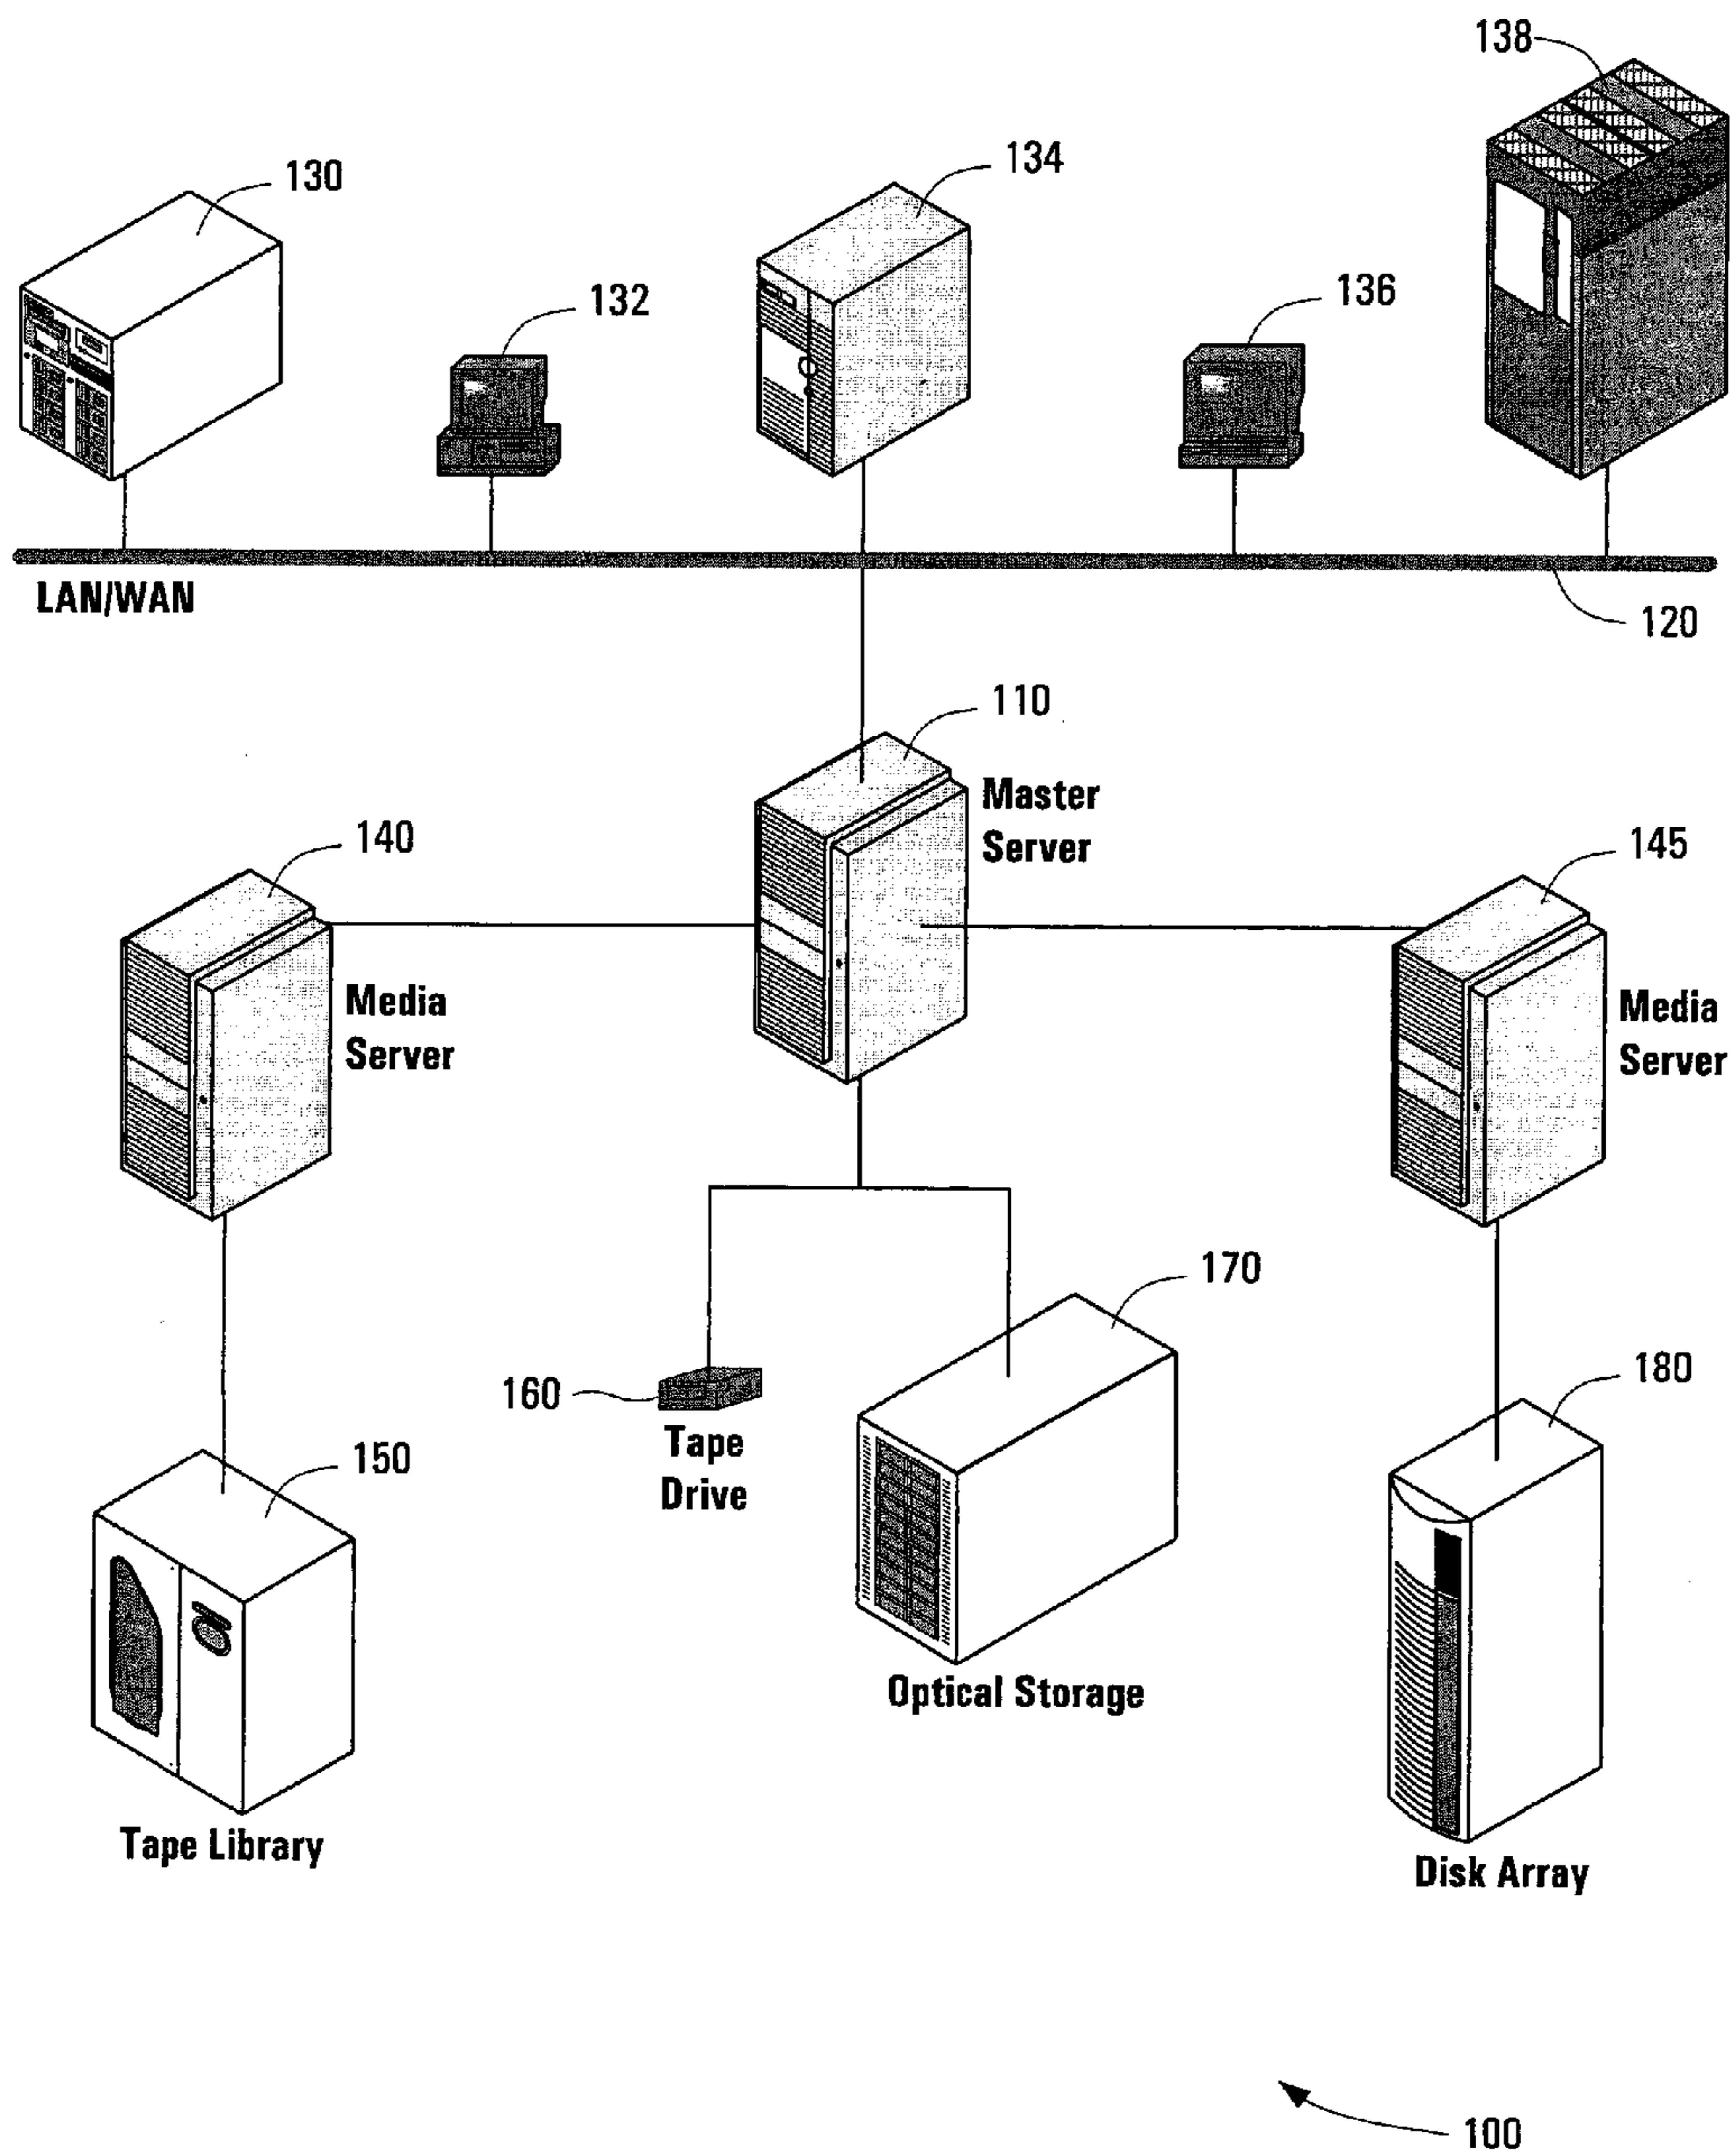 138
134
130
132
136
LAN/WAN
120
110
Master
Server
140
145
Media
Server
Media
Server
170
160
180
Tape
Drive
150
Optical Storage
Tape Library
Disk Array
100